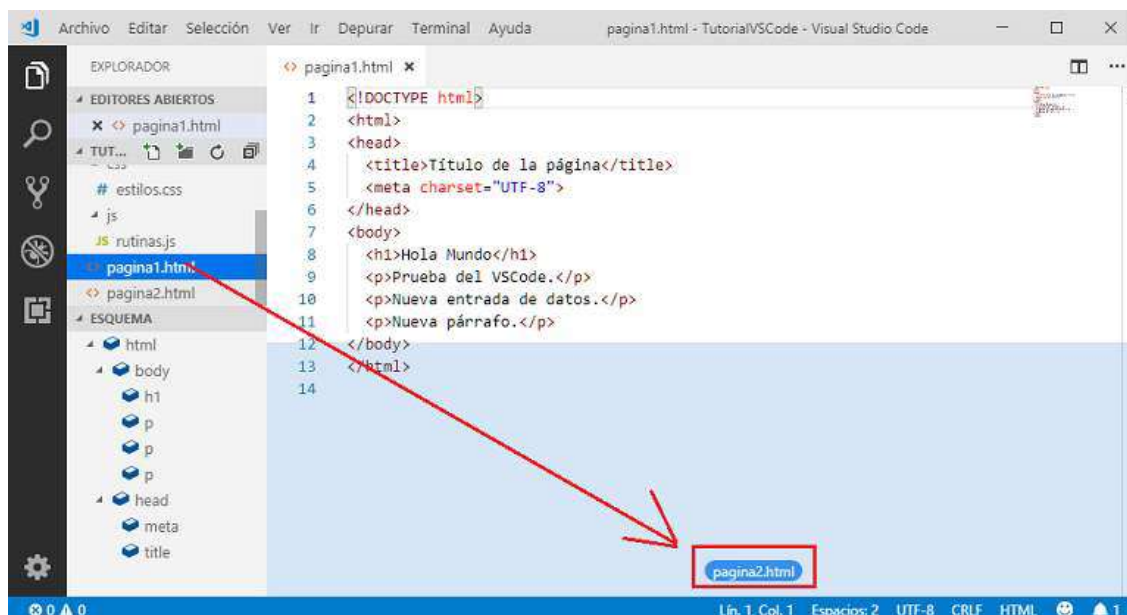 Archivo Editar Selección Ver Ir Depurar Terminal Ayuda pagina1.html - TutorialVSCode - Visual Studio Code
EXPLORADOR
EDITORES ABIERTOS
pagina1.html
TUT...
css
# estilos.css
js
JS rutinas.js
<> pagina1.html
<> pagina2.html
ESQUEMA
html
body
h1
p
p
p
head
meta
title
<> pagina1.html
1 <!DOCTYPE html>
2 <html>
3 <head>
4 <title>Título de la página</title>
5 <meta charset="UTF-8">
6 </head>
7 <body>
8 <h1>Hola Mundo</h1>
9 <p>Prueba del VSCode.</p>
10 <p>Nueva entrada de datos.</p>
11 <p>Nueva párrafo.</p>
12 </body>
13 </html>
14
pagina2.html
0 0 Lín. 1, Col. 1 Espacios: 2 UTF-8 CRLF HTML 1